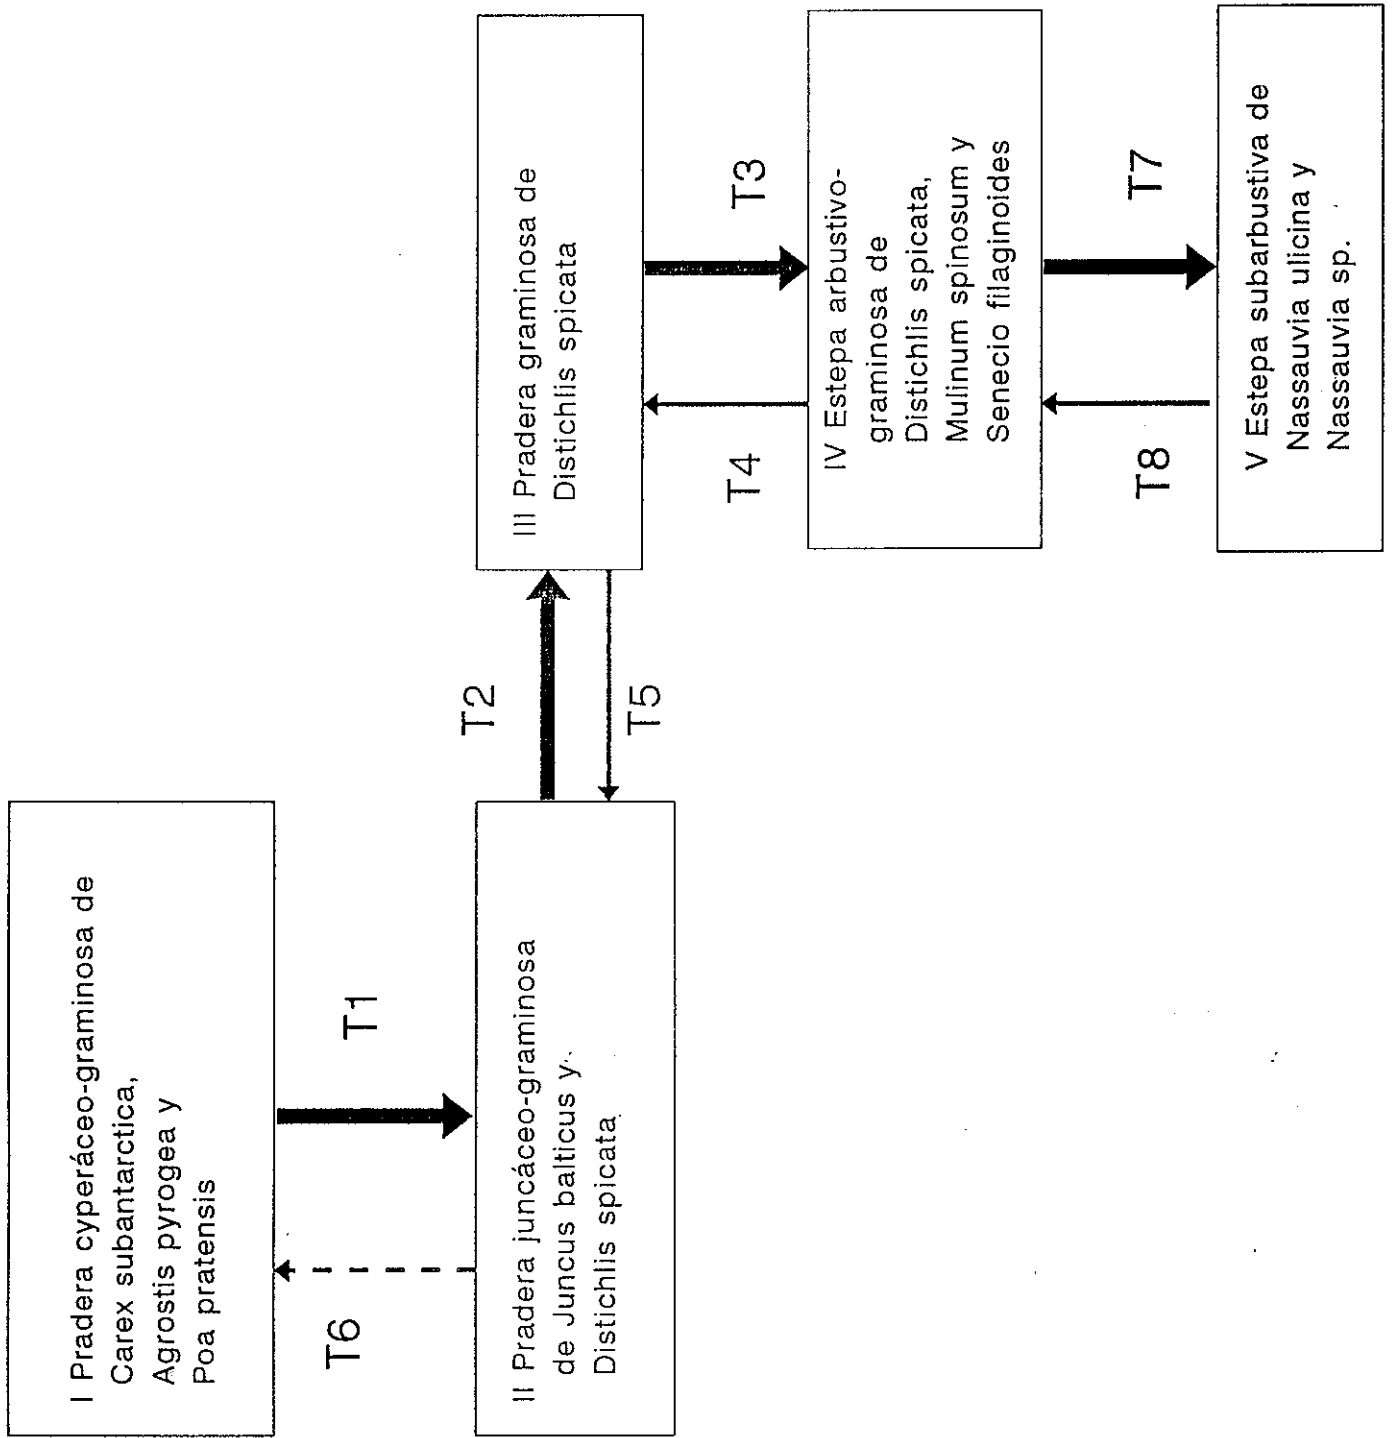 I Pradera cyperáceo-graminosa de
Carex subantarctica,
Agrostis pyrogea y
Poa pratensis
T6
T1
II Pradera juncáceo-graminosa
de Juncus balticus y
Distichlis spicata
T2
T5
III Pradera graminosa de
Distichlis spicata
T4
T3
IV Estepa arbustivo-
graminosa de
Distichlis spicata,
Mulinum spinosum y
Senecio filaginoides
T8
T7
V Estepa subarbustiva de
Nassauvia ulicina y
Nassauvia sp.